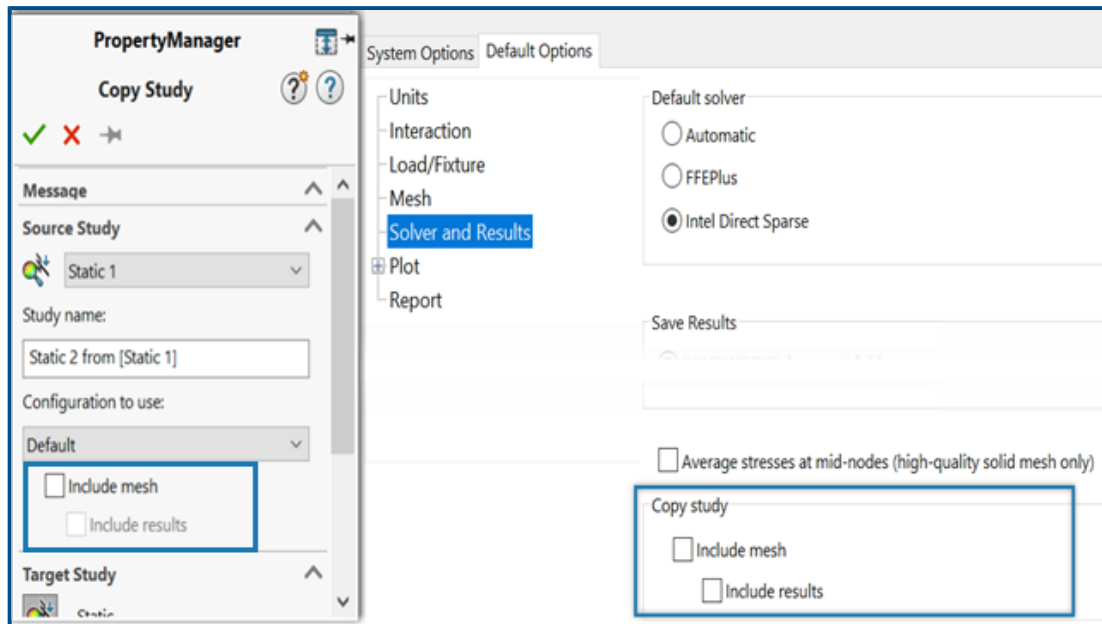 PropertyManager
Copy Study
Message
Source Study
Static 1
Study name:
Static 2 from [Static 1]
Configuration to use:
Default
Include mesh
Include results
Target Study
Static
System Options
Default Options
Units
Interaction
Load/Fixture
Mesh
Solver and Results
Plot
Report
Default solver
Automatic
FFEPlus
Intel Direct Sparse
Save Results
Average stresses at mid-nodes (high-quality solid mesh only)
Copy study
Include mesh
Include results